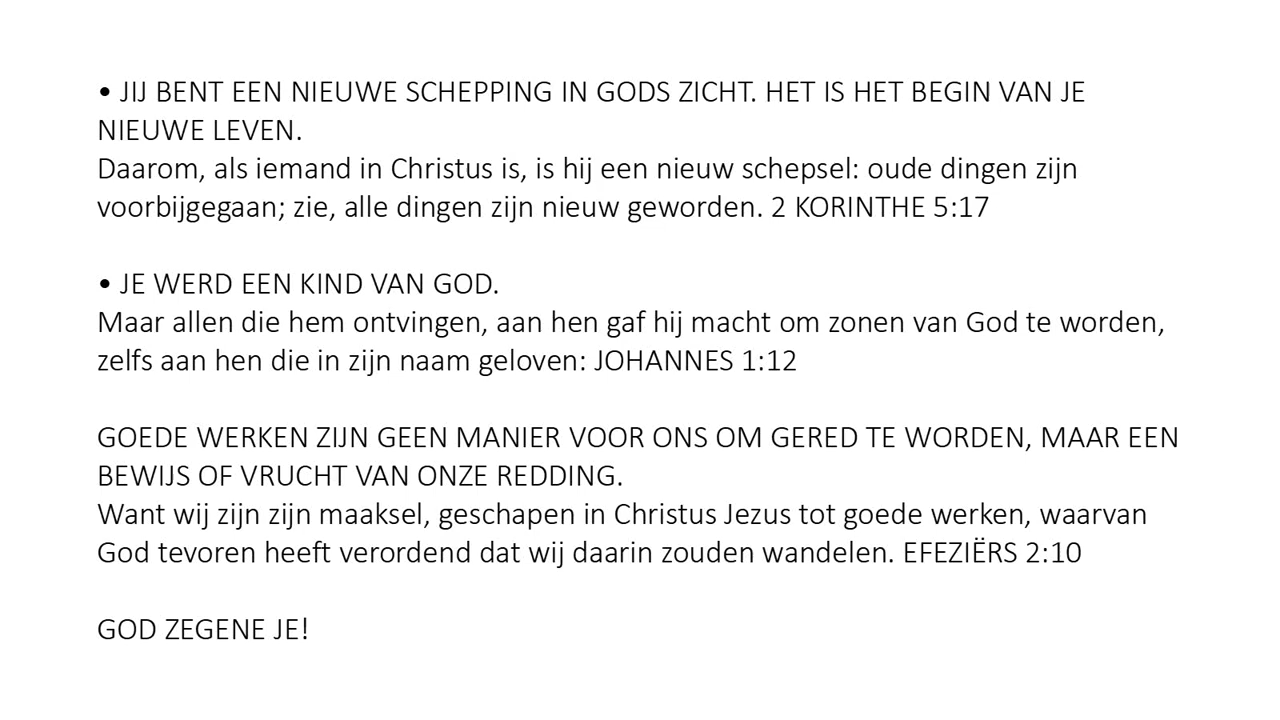 • JIJ BENT EEN NIEUWE SCHEPPING IN GODS ZICHT. HET IS HET BEGIN VAN JE
NIEUWE LEVEN.
Daarom, als iemand in Christus is, is hij een nieuw schepsel: oude dingen zijn
voorbijgegaan; zie, alle dingen zijn nieuw geworden. 2 KORINTHE 5:17
• JE WERD EEN KIND VAN GOD.
Maar allen die hem ontvingen, aan hen gaf hij macht om zonen van God te worden,
zelfs aan hen die in zijn naam geloven: JOHANNES 1:12
GOEDE WERKEN ZIJN GEEN MANIER VOOR ONS OM GERED TE WORDEN, MAAR EEN
BEWIJS OF VRUCHT VAN ONZE REDDING.
Want wij zijn zijn maaksel, geschapen in Christus Jezus tot goede werken, waarvan
God tevoren heeft verordend dat wij daarin zouden wandelen. EFEZIËRS 2:10
GOD ZEGENE JE!